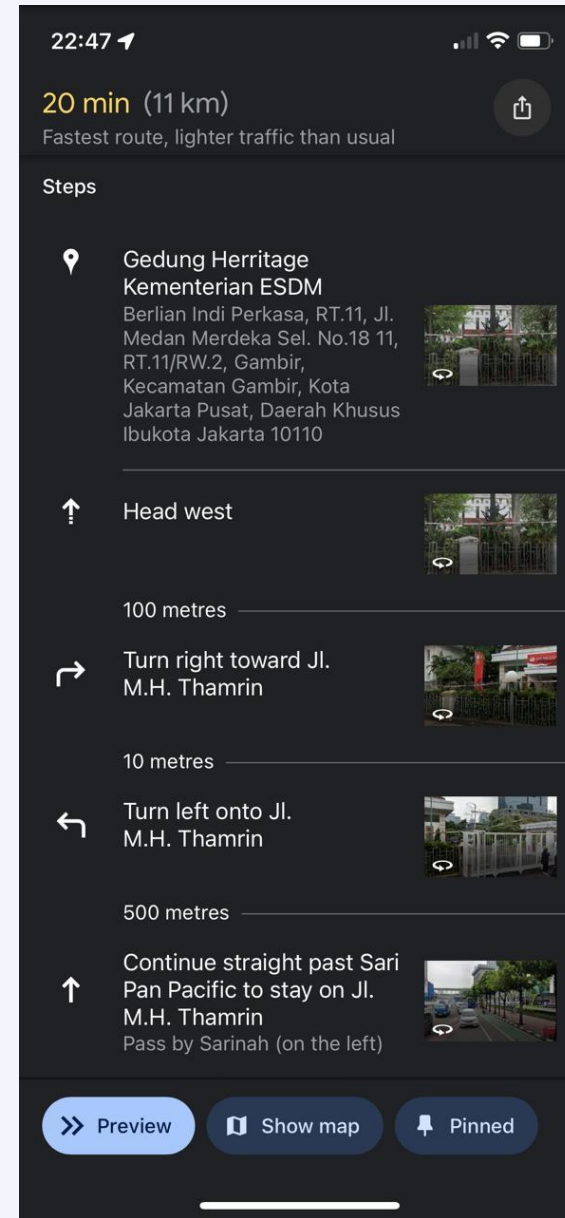 22:47
20 min (11 km)
Fastest route, lighter traffic than usual
Steps
Gedung Herritage
Kementerian ESDM
Berlian Indi Perkasa, RT.11, Jl.
Medan Merdeka Sel. No.18 11,
RT.11/RW.2, Gambir,
Kecamatan Gambir, Kota
Jakarta Pusat, Daerah Khusus
Ibukota Jakarta 10110
Head west
100 metres
Turn right toward Jl.
M.H. Thamrin
10 metres
Turn left onto Jl.
M.H. Thamrin
500 metres
Continue straight past Sari
Pan Pacific to stay on Jl.
M.H. Thamrin
Pass by Sarinah (on the left)
Preview
Show map
Pinned